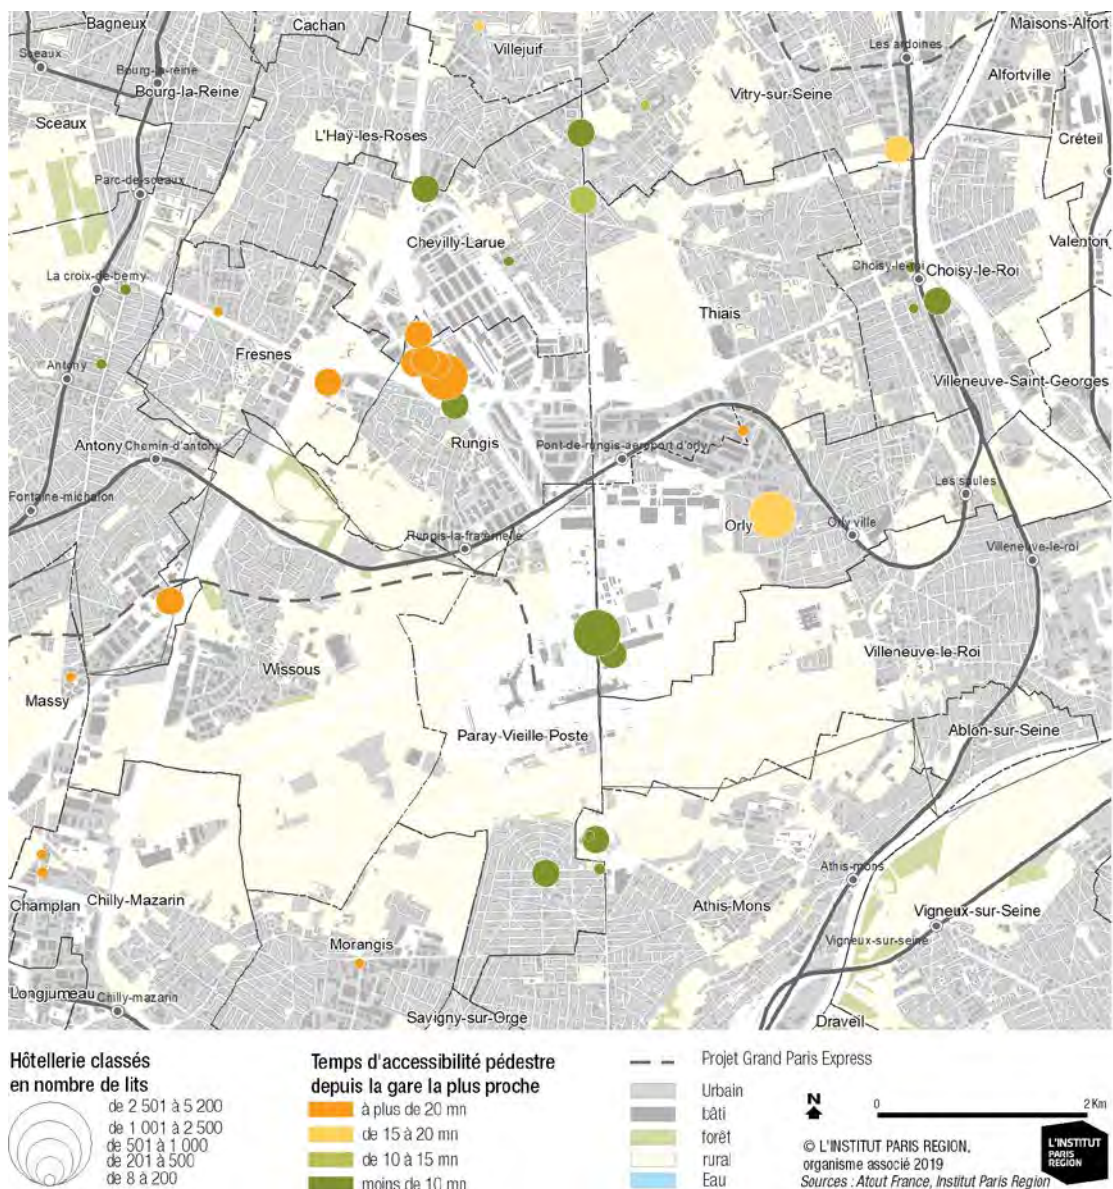 Bagneux
Cachan
Maisons-Alfort
Villejuif
Les ardoines
Sceaux
Bourg-la-reine
Bourg-la-Reine
Alfortville
Vitry-sur-Seine
Sceaux
L'Haÿ-les-Roses
Créteil
Parc-de-sceaux
Chevilly-Larue
Valenton
La croix-de-berny
Choisy-le-roi
Choisy-le-Roi
Thiais
Fresnes
Antony
Villeneuve-Saint-Georges
Rungis
Antony
Chemin-d'antony
Pont-de-rungis-aeroport d'orly
Les saules
Fontaine-michalon
Orly
Orly ville
Rungis-la-fraternelle
Villeneuve-le-roi
Villeneuve-le-Roi
Wissous
Massy
Paray-Vieille-Poste
Ablon-sur-Seine
Athis-mons
Champlan
Chilly-Mazarin
Athis-Mons
Vigneux-sur-Seine
Vigneux-sur-seine
Morangis
Longjumeau
Chilly-mazarin
Savigny-sur-Orge
Draveil
Hôtellerie classés
en nombre de lits
de 2 501 à 5 200
de 1 001 à 2 500
de 501 à 1 000
de 201 à 500
de 8 à 200
Temps d'accessibilité pédestre
depuis la gare la plus proche
à plus de 20 mn
de 15 à 20 mn
de 10 à 15 mn
moins de 10 mn
Projet Grand Paris Express
Urbain
bâti
forêt
rural
Eau
N
0
2 Km
© L'INSTITUT PARIS REGION,
organisme associé 2019
Sources : Atout France, Institut Paris Region
L'INSTITUT
PARIS
REGION